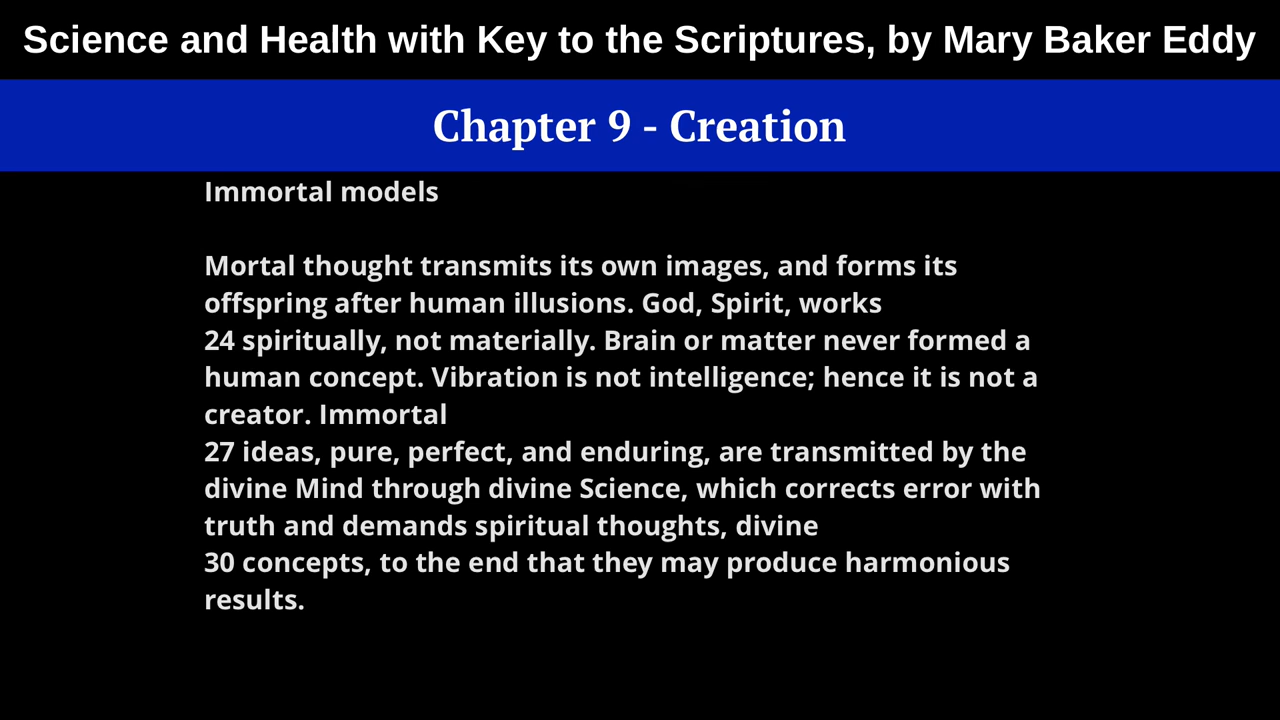 Science and Health with Key to the Scriptures, by Mary Baker Eddy
Chapter 9 - Creation
Immortal models
Mortal thought transmits its own images, and forms its
offspring after human illusions. God, Spirit, works
24 spiritually, not materially. Brain or matter never formed a
human concept. Vibration is not intelligence; hence it is not a
creator. Immortal
27 ideas, pure, perfect, and enduring, are transmitted by the
divine Mind through divine Science, which corrects error with
truth and demands spiritual thoughts, divine
30 concepts, to the end that they may produce harmonious
results.